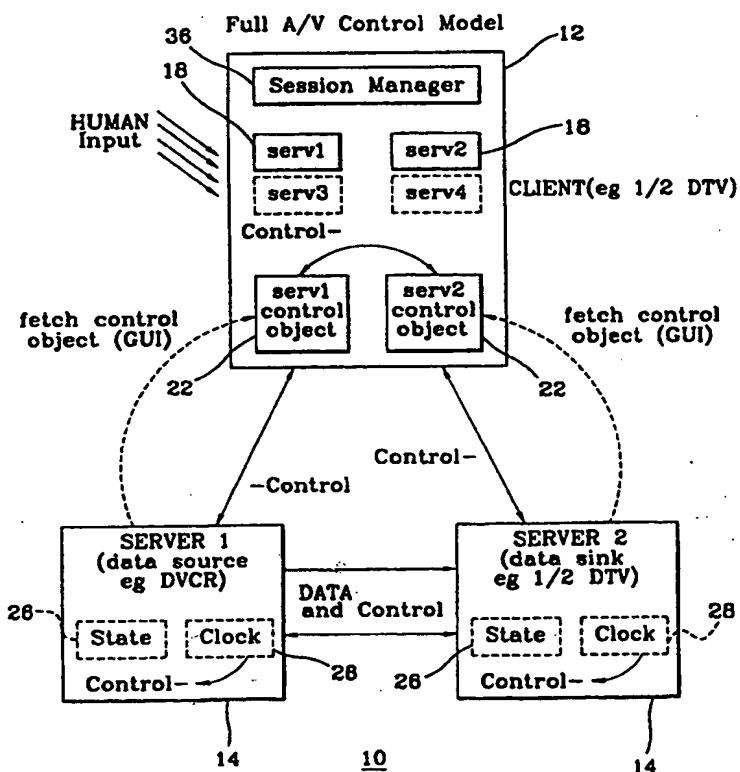 Full A/V Control Model
36
12
18
Session Manager
HUMAN
Input
serv1
serv2
18
serv3
serv4
CLIENT(eg 1/2 DTV)
Control-
fetch control
object (GUI)
serv1
control
object
serv2
control
object
fetch control
object (GUI)
22
22
-Control
Control-
SERVER 1
(data source
eg DVCR)
SERVER 2
(data sink
eg 1/2 DTV)
DATA
and Control
26
State
Clock
28
Control-
State
Clock
28
26
Control-
14
10
14